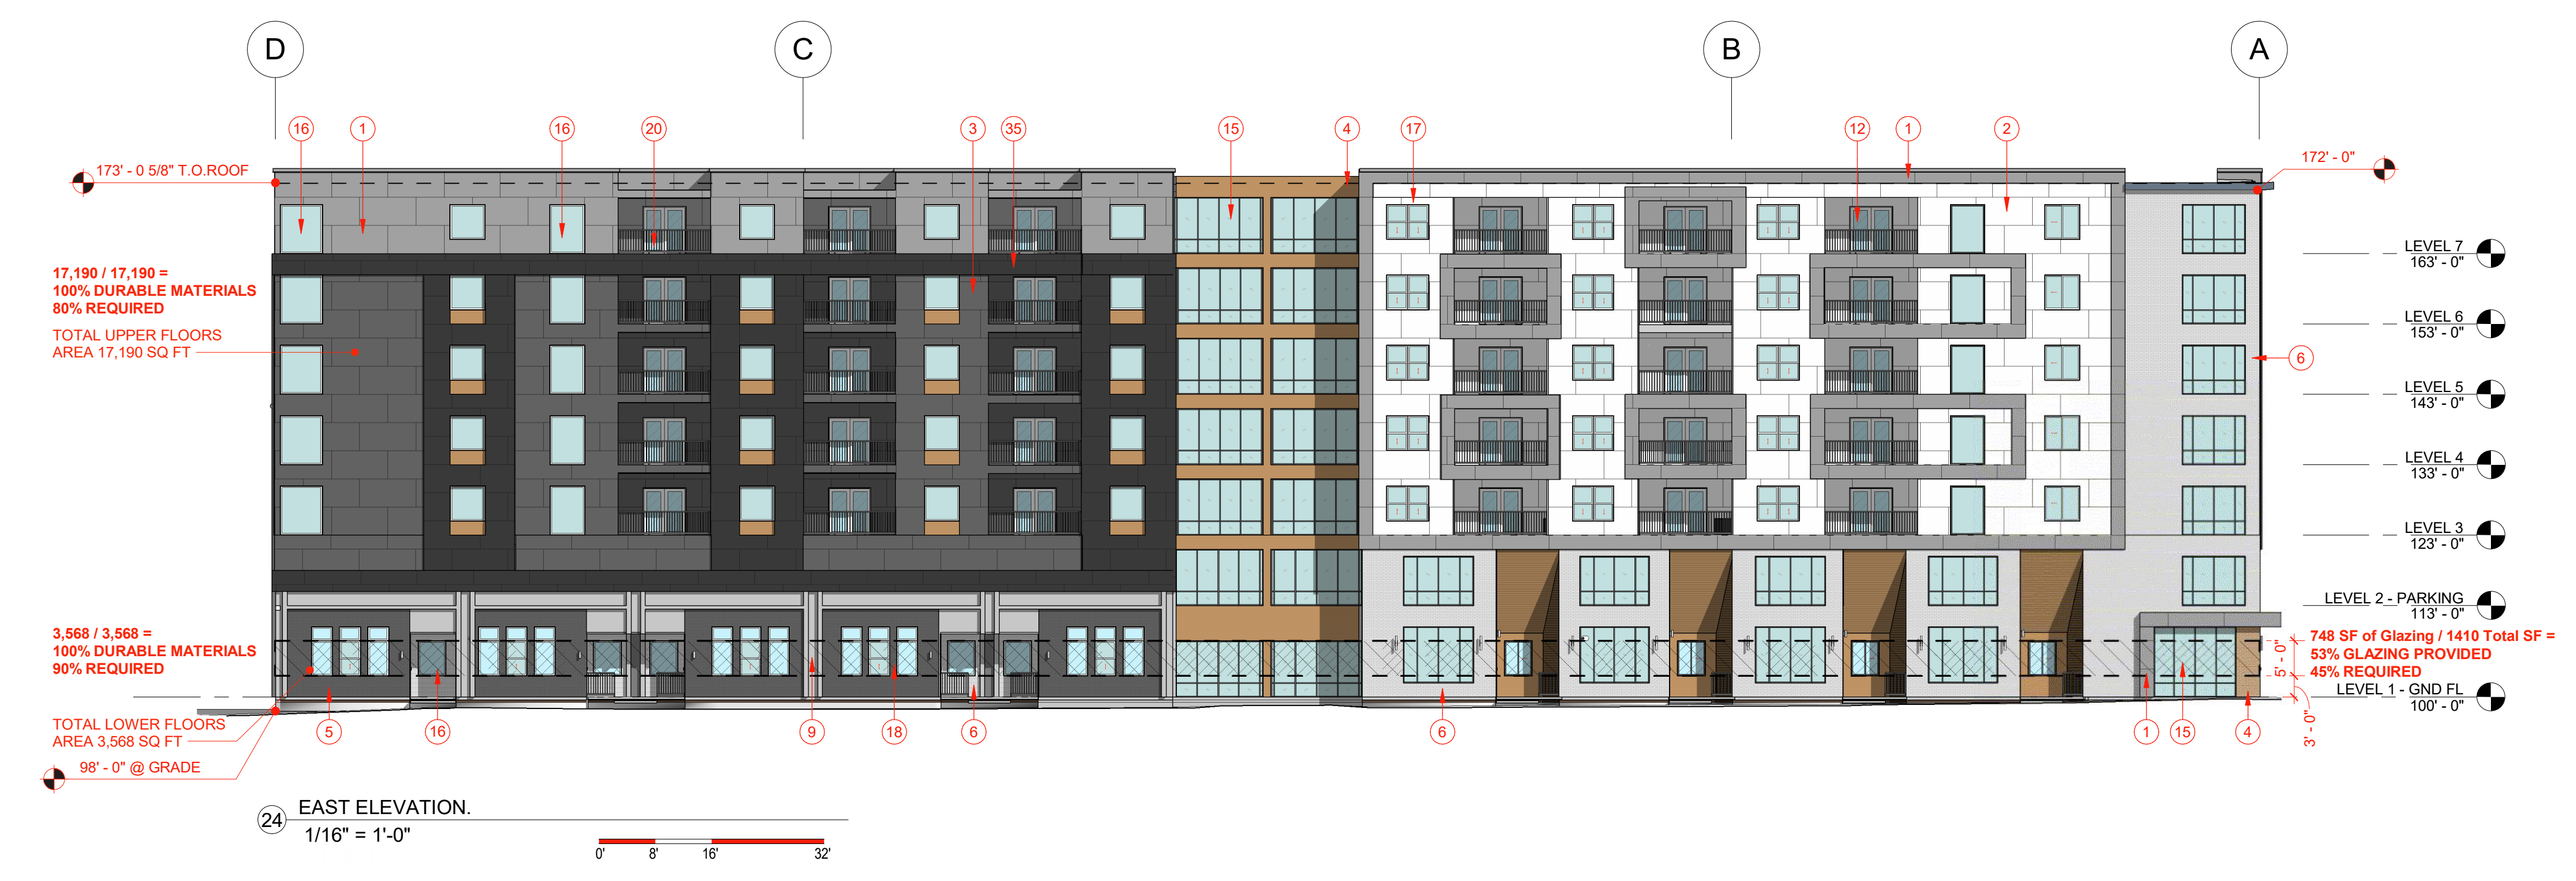 D
C
B
A
16
1
16
20
3
35
15
4
17
12
1
2
173' - 0 5/8" T.O.ROOF
172' - 0"
17,190 / 17,190 =
100% DURABLE MATERIALS
80% REQUIRED
TOTAL UPPER FLOORS
AREA 17,190 SQ FT
LEVEL 7
163' - 0"
LEVEL 6
153' - 0"
6
LEVEL 5
143' - 0"
LEVEL 4
133' - 0"
LEVEL 3
123' - 0"
LEVEL 2 - PARKING
113' - 0"
3,568 / 3,568 =
100% DURABLE MATERIALS
90% REQUIRED
748 SF of Glazing / 1410 Total SF =
53% GLAZING PROVIDED
45% REQUIRED
5' - 0"
LEVEL 1 - GND FL
100' - 0"
3' - 0"
TOTAL LOWER FLOORS
AREA 3,568 SQ FT
5
16
9
18
6
6
1
15
4
98' - 0" @ GRADE
24
EAST ELEVATION.
1/16" = 1'-0"
0'
8'
16'
32'